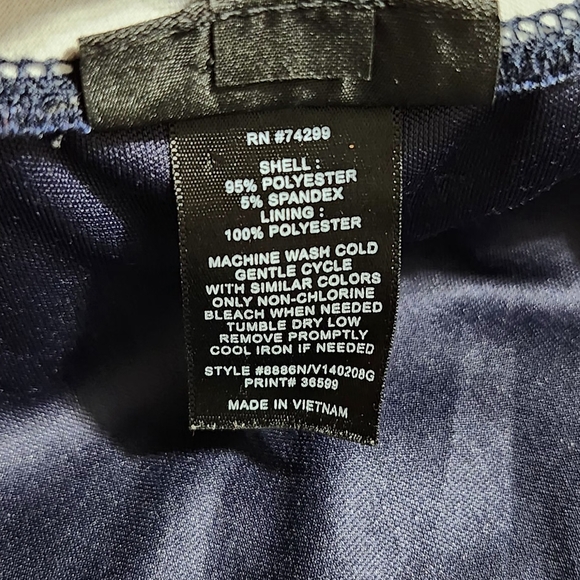 RN #74299
SHELL :
95% POLYESTER
5% SPANDEX
LINING :
100% POLYESTER
MACHINE WASH COLD
GENTLE CYCLE
WITH SIMILAR COLORS
ONLY NON-CHLORINE
BLEACH WHEN NEEDED
TUMBLE DRY LOW
REMOVE PROMPTLY
COOL IRON IF NEEDED
STYLE #8886N/V140208G
PRINT# 36599
MADE IN VIETNAM